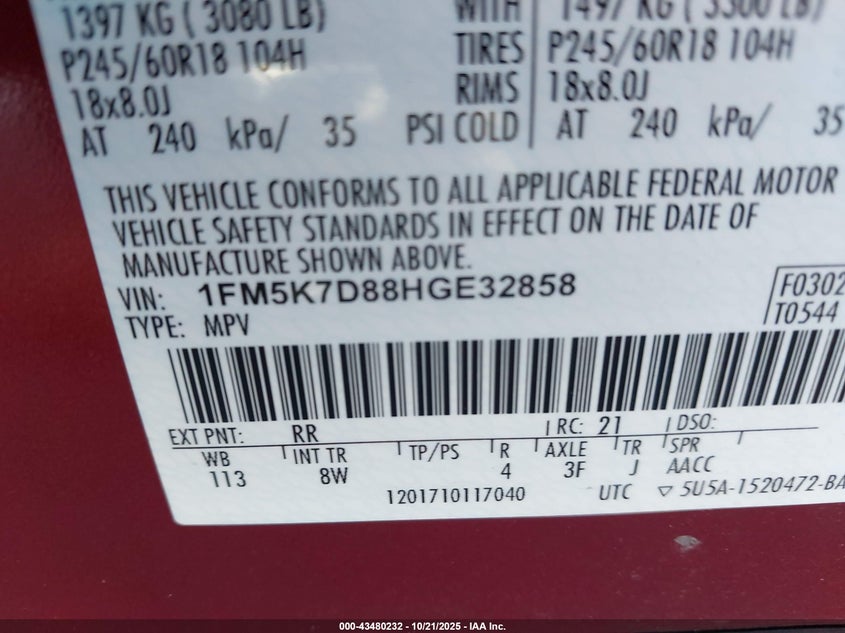 1397 KG ( 3080 LB) WITH 1497 KG ( 3300 LB)
P245/60R18 104H TIRES P245/60R18 104H
18x8.0J RIMS 18x8.0J
AT 240 kPa/ 35 PSI COLD AT 240 kPa/ 35
THIS VEHICLE CONFORMS TO ALL APPLICABLE FEDERAL MOTOR
VEHICLE SAFETY STANDARDS IN EFFECT ON THE DATE OF
MANUFACTURE SHOWN ABOVE.
VIN: 1FM5K7D88HGE32858 F0302
TYPE: MPV T0544
EXT PNT: RR RC: 21 DSO:
WB INT TR TP/PS R AXLE TR SPR
113 8W 4 3F J AACC
1201710117040 UTC ▽ 5U5A-1520472-BA
000-43480232 - 10/21/2025 - IAA Inc.